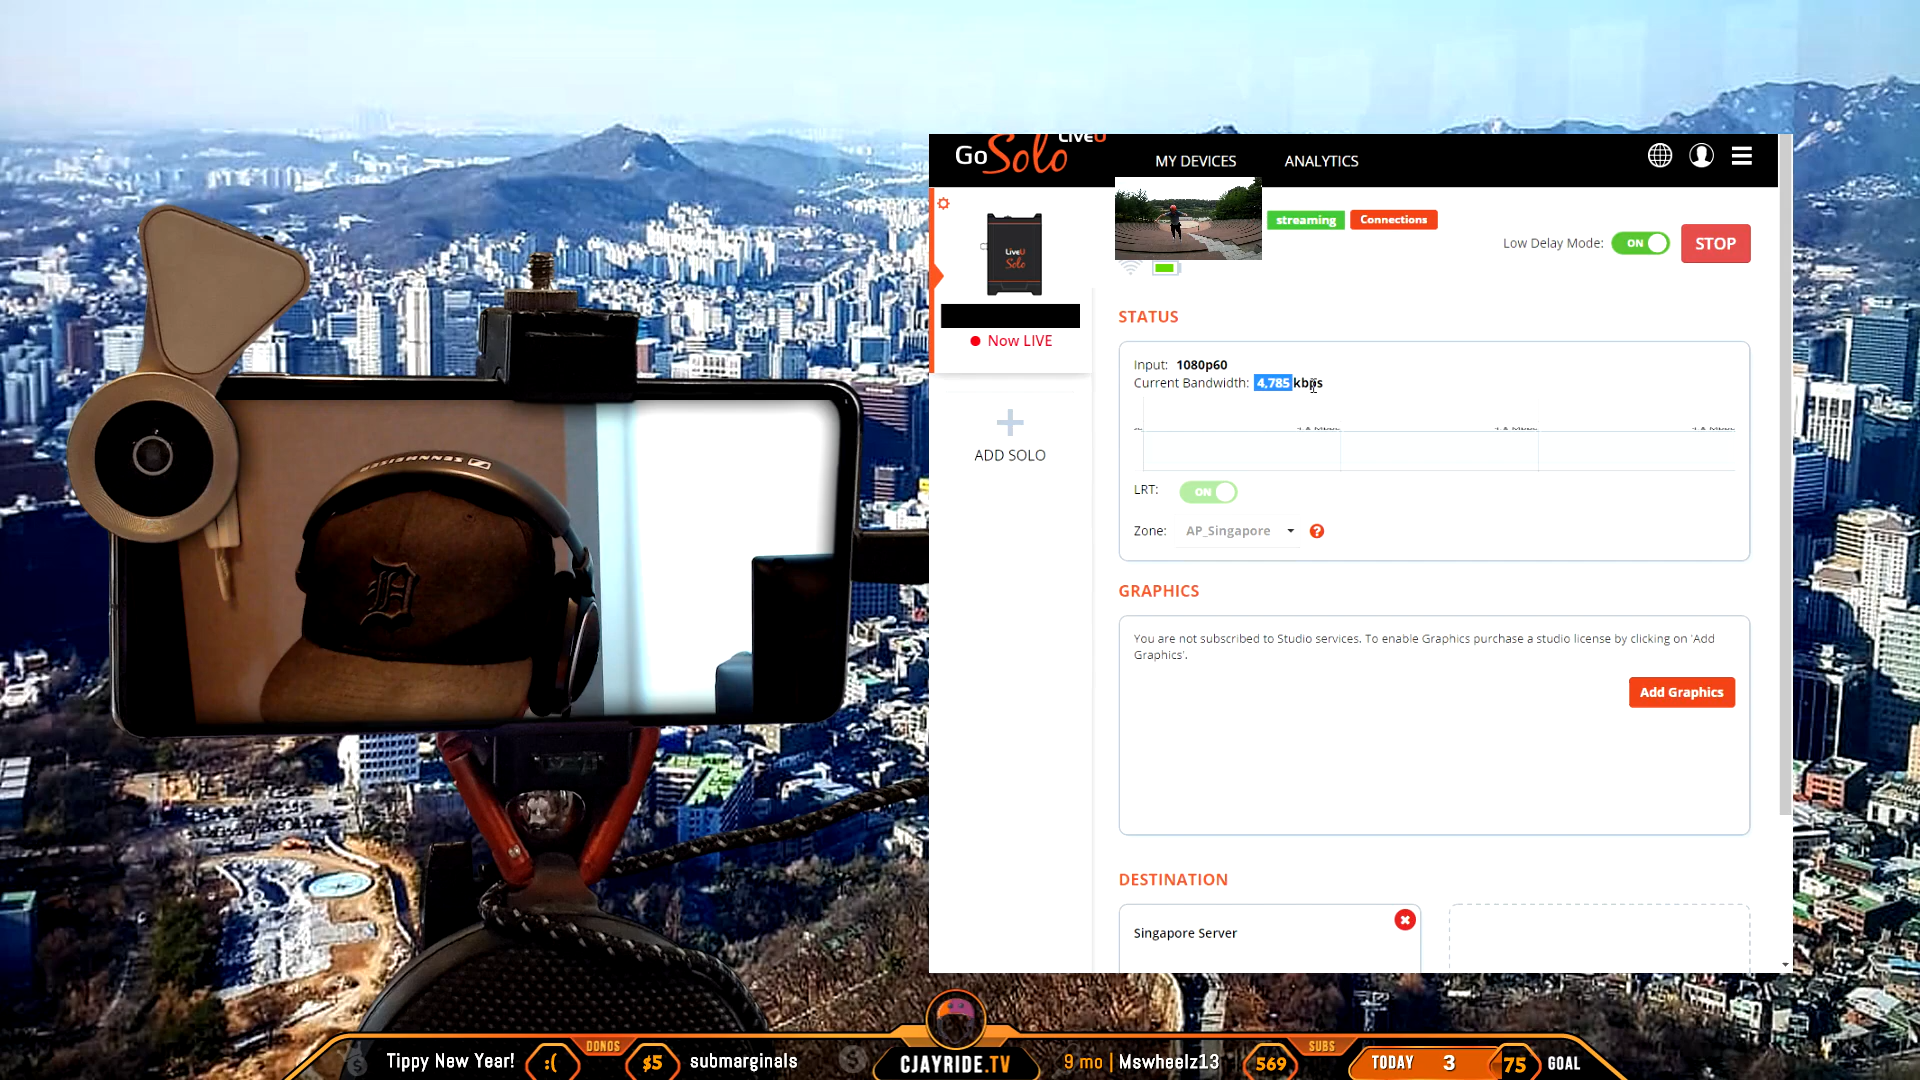 GoSolo LiveU
MY DEVICES
ANALYTICS
streaming
Connections
Low Delay Mode:
ON
STOP
LiveU
Solo
Now LIVE
ADD SOLO
STATUS
Input: 1080p60
Current Bandwidth: 4,785 kbps
LRT:
ON
Zone:
AP_Singapore
?
GRAPHICS
You are not subscribed to Studio services. To enable Graphics purchase a studio license by clicking on 'Add
Graphics'.
Add Graphics
DESTINATION
Singapore Server
SENNHEISER
D
Tippy New Year!
:(
DONOS
$5
submarginals
CJAYRIDE.TV
9 mo | Mswheelz13
569
SUBS
TODAY 3
75
GOAL